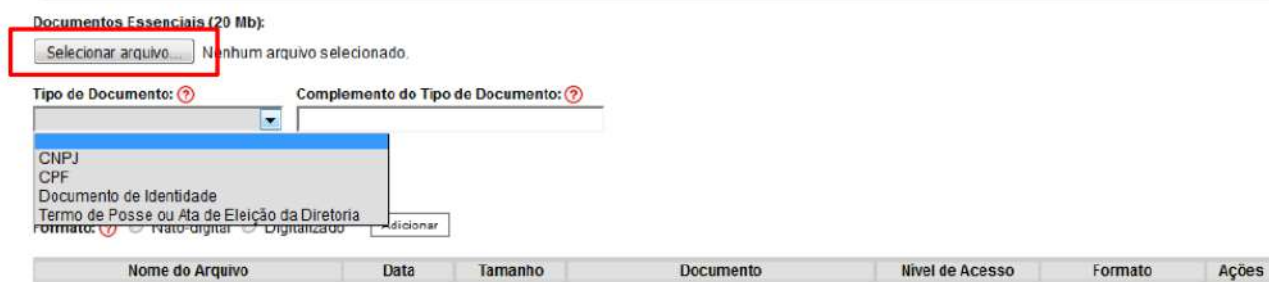 Documentos Essenciais (20 Mb):
Selecionar arquivo... Nenhum arquivo selecionado.
Tipo de Documento: ? Complemento do Tipo de Documento: ?
CNPJ
CPF
Documento de Identidade
Termo de Posse ou Ata de Eleição da Diretoria
Formato: ? Nato-digital Digitalizado Adicionar
Nome do Arquivo Data Tamanho Documento Nível de Acesso Formato Ações